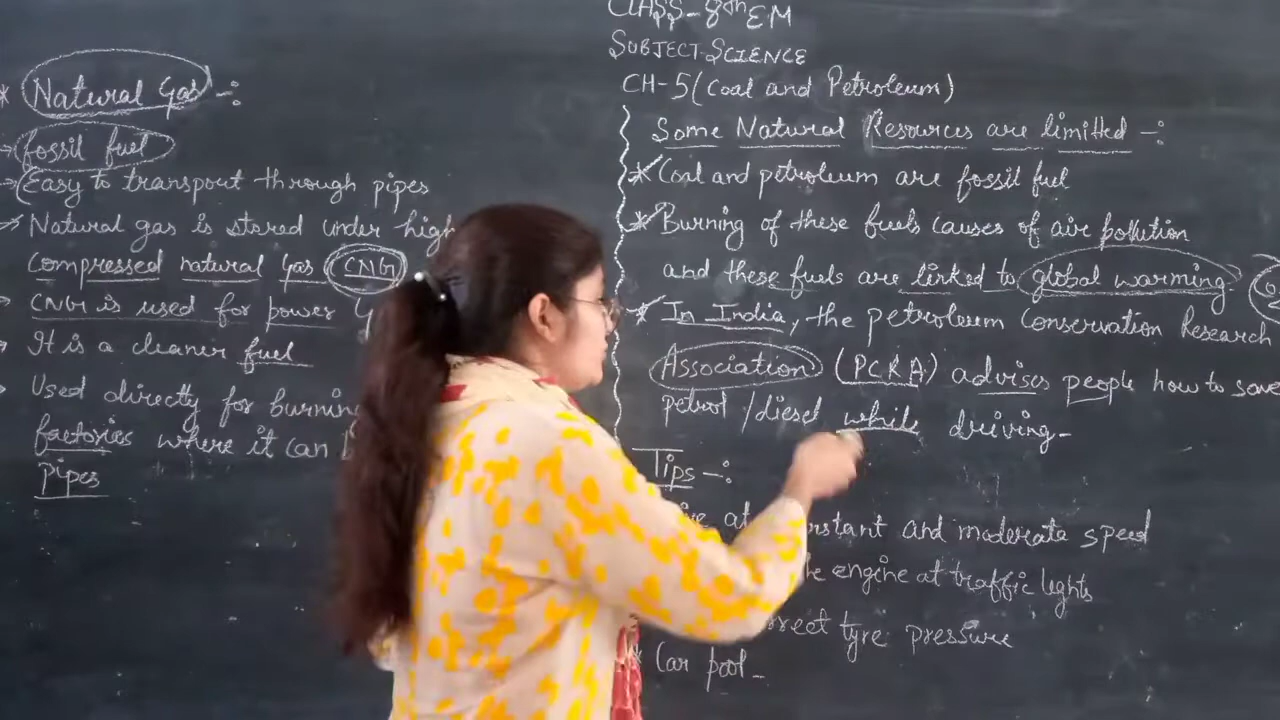 * Natural Gas -:
→ fossil fuel
→ Easy to transport through pipes
→ Natural gas is stored under high
compressed natural gas CNG
CNG is used for power
→ It is a cleaner fuel
Used directly for burning
factories where it can
pipes
CLASS-8th E.M
SUBJECT-SCIENCE
CH-5(Coal and Petroleum)
Some Natural Resources are limitted -:
* Coal and petroleum are fossil fuel
* Burning of these fuels causes of air pollution
and these fuels are linked to global warming.
* In India, the petroleum Conservation Research
Association (PCRA) advises people how to save
petrol /diesel while driving-
Tips -:
at and moderate speed
engine at traffic lights
tyre pressure
* Car pool-